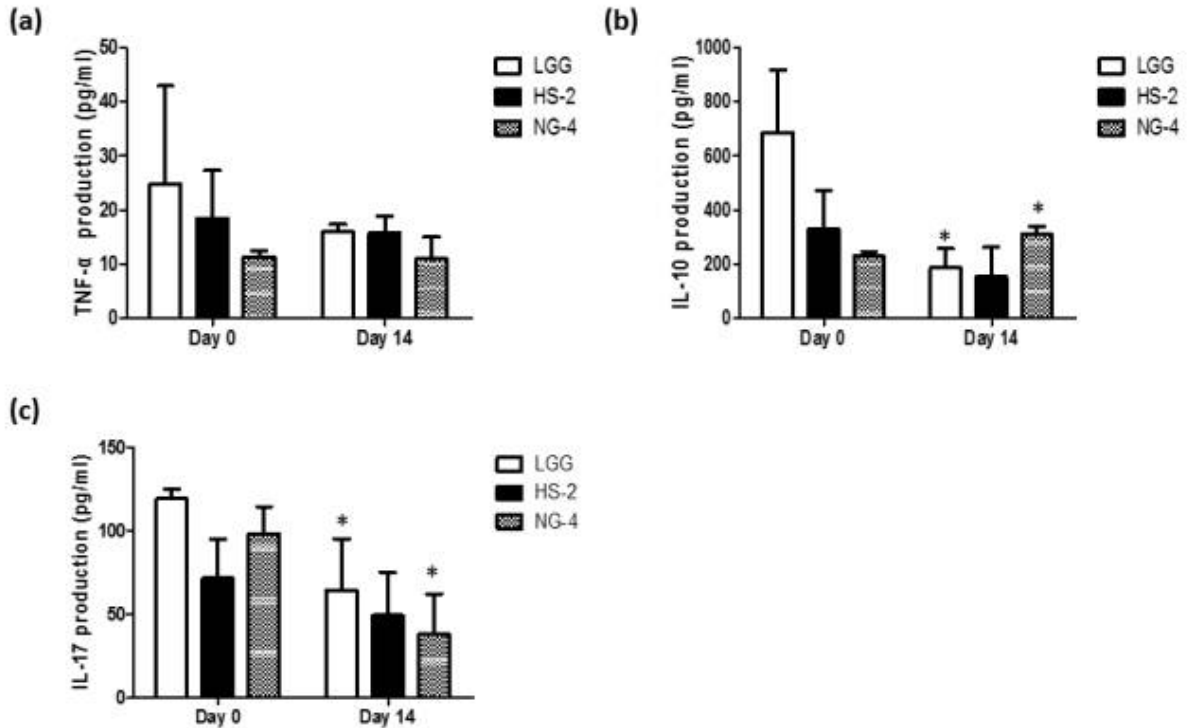 (a)
TNF-α production (pg/ml)
50
40
30
20
10
0
Day 0
Day 14
LGG
HS-2
NG-4
(b)
IL-10 production (pg/ml)
1000
800
600
400
200
0
*
*
Day 0
Day 14
LGG
HS-2
NG-4
(c)
IL-17 production (pg/ml)
150
100
50
0
*
*
Day 0
Day 14
LGG
HS-2
NG-4